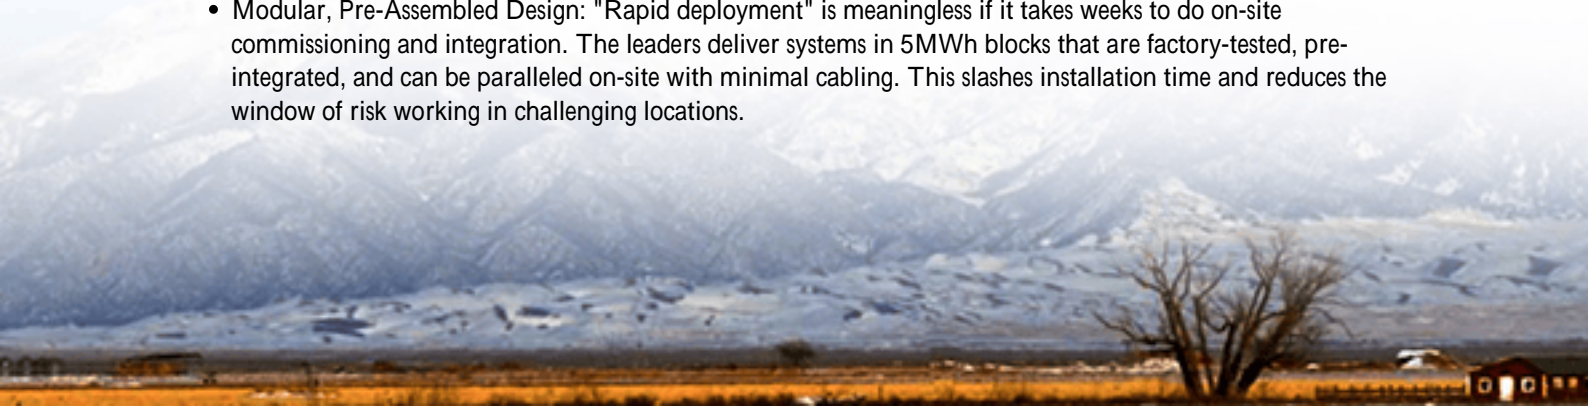 • Modular, Pre-Assembled Design: "Rapid deployment" is meaningless if it takes weeks to do on-site
commissioning and integration. The leaders deliver systems in 5MWh blocks that are factory-tested, pre-
integrated, and can be paralleled on-site with minimal cabling. This slashes installation time and reduces the
window of risk working in challenging locations.